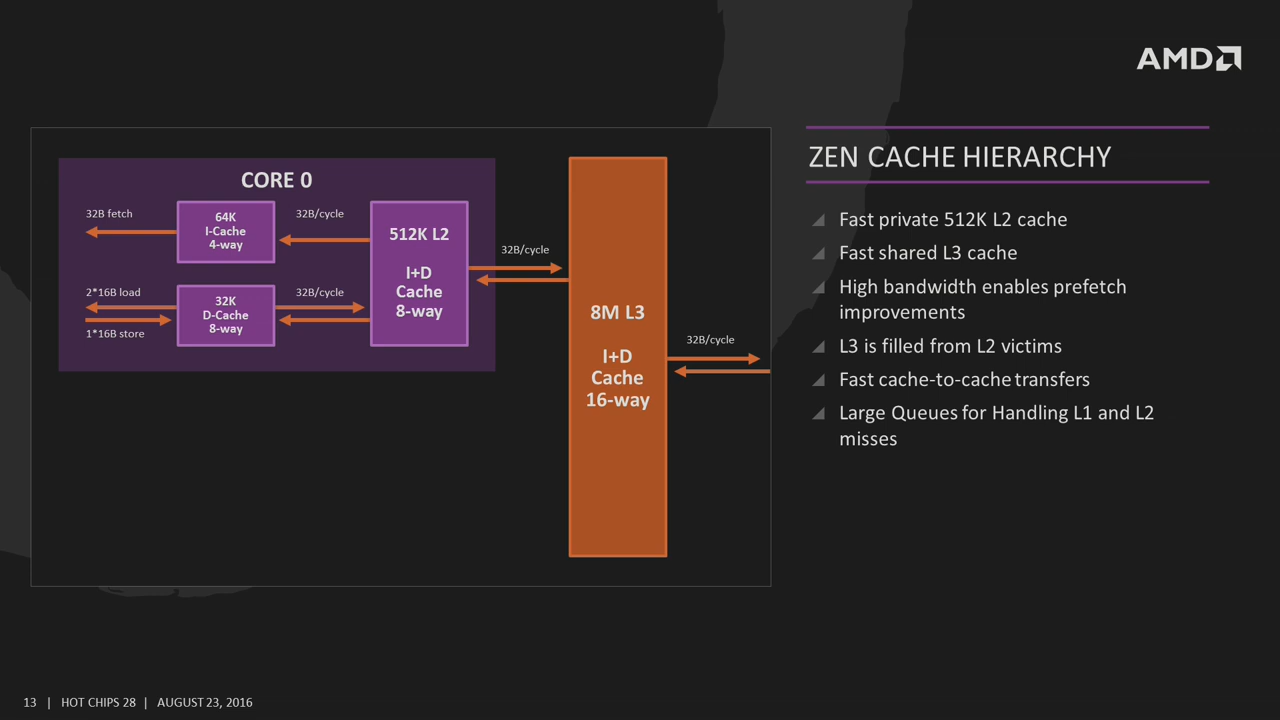 AMD
CORE 0
32B fetch
64K
I-Cache
4-way
32B/cycle
512K L2
I+D
Cache
8-way
2*16B load
1*16B store
32K
D-Cache
8-way
32B/cycle
32B/cycle
8M L3
I+D
Cache
16-way
32B/cycle
ZEN CACHE HIERARCHY
Fast private 512K L2 cache
Fast shared L3 cache
High bandwidth enables prefetch
improvements
L3 is filled from L2 victims
Fast cache-to-cache transfers
Large Queues for Handling L1 and L2
misses
13 | HOT CHIPS 28 | AUGUST 23, 2016